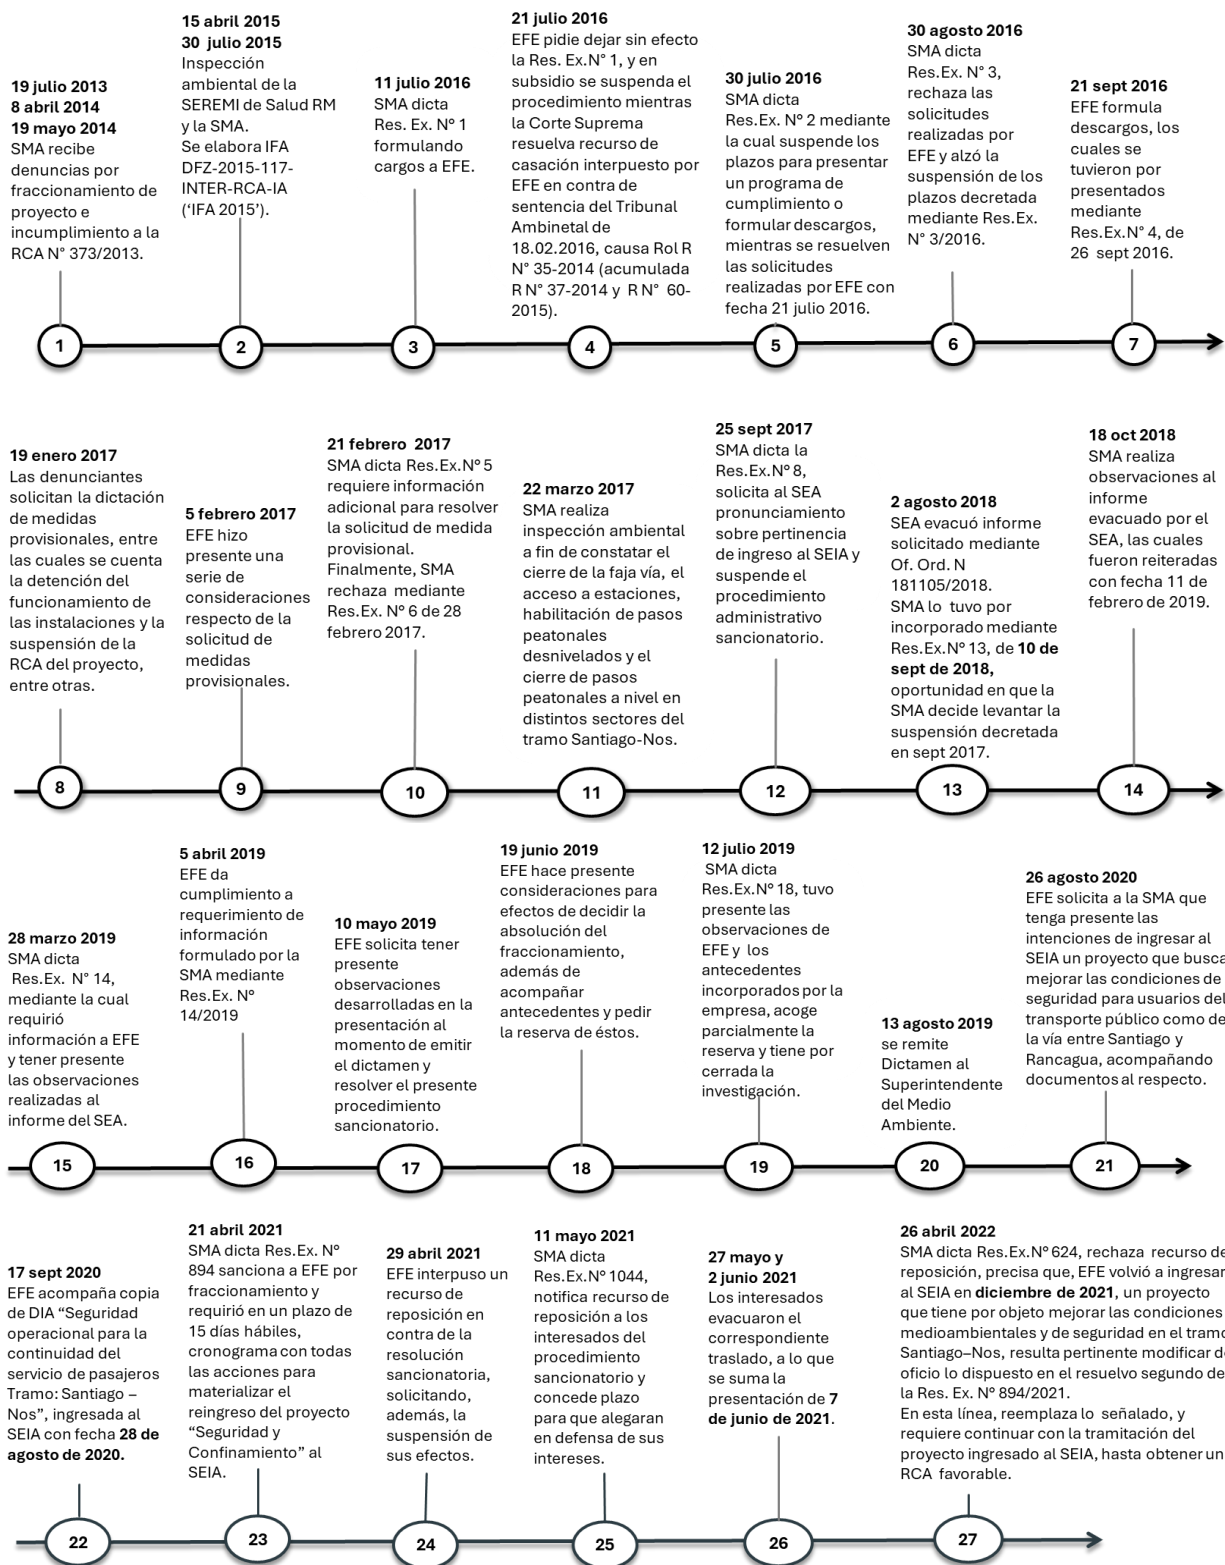 19 julio 2013
8 abril 2014
19 mayo 2014
SMA recibe
denuncias por
fraccionamiento de
proyecto e
incumplimiento a la
RCA N° 373/2013.
15 abril 2015
30 julio 2015
Inspección
ambiental de la
SEREMI de Salud RM
y la SMA.
Se elabora IFA
DFZ-2015-117-
INTER-RCA-IA
('IFA 2015').
11 julio 2016
SMA dicta
Res. Ex. N° 1
formulando
cargos a EFE.
21 julio 2016
EFE pidie dejar sin efecto
la Res. Ex.N° 1, y en
subsidio se suspenda el
procedimiento mientras
la Corte Suprema
resuelva recurso de
casación interpuesto por
EFE en contra de
sentencia del Tribunal
Ambinetal de
18.02.2016, causa Rol R
N° 35-2014 (acumulada
R N° 37-2014 y R N° 60-
2015).
30 julio 2016
SMA dicta
Res.Ex. N° 2 mediante
la cual suspende los
plazos para presentar
un programa de
cumplimiento o
formular descargos,
mientras se resuelven
las solicitudes
realizadas por EFE con
fecha 21 julio 2016.
30 agosto 2016
SMA dicta
Res.Ex. N° 3,
rechaza las
solicitudes
realizadas por
EFE y alzó la
suspensión de los
plazos decretada
mediante Res.Ex.
N° 3/2016.
21 sept 2016
EFE formula
descargos, los
cuales se
tuvieron por
presentados
mediante
Res.Ex.N° 4, de
26 sept 2016.
1
2
3
4
5
6
7
19 enero 2017
Las denunciantes
solicitan la dictación
de medidas
provisionales, entre
las cuales se cuenta
la detención del
funcionamiento de
las instalaciones y la
suspensión de la
RCA del proyecto,
entre otras.
5 febrero 2017
EFE hizo
presente una
serie de
consideraciones
respecto de la
solicitud de
medidas
provisionales.
21 febrero 2017
SMA dicta Res.Ex.Nº 5
requiere información
adicional para resolver
la solicitud de medida
provisional.
Finalmente, SMA
rechaza mediante
Res.Ex. Nº 6 de 28
febrero 2017.
22 marzo 2017
SMA realiza
inspección ambiental
a fin de constatar el
cierre de la faja vía, el
acceso a estaciones,
habilitación de pasos
peatonales
desnivelados y el
cierre de pasos
peatonales a nivel en
distintos sectores del
tramo Santiago-Nos.
25 sept 2017
SMA dicta la
Res.Ex.Nº 8,
solicita al SEA
pronunciamiento
sobre pertinencia
de ingreso al SEIA y
suspende el
procedimiento
administrativo
sancionatorio.
2 agosto 2018
SEA evacuó informe
solicitado mediante
Of. Ord. N
181105/2018.
SMA lo tuvo por
incorporado mediante
Res.Ex.Nº 13, de 10 de
sept de 2018,
oportunidad en que la
SMA decide levantar la
suspensión decretada
en sept 2017.
18 oct 2018
SMA realiza
observaciones al
informe
evacuado por el
SEA, las cuales
fueron reiteradas
con fecha 11 de
febrero de 2019.
8
9
10
11
12
13
14
28 marzo 2019
SMA dicta
Res.Ex. N° 14,
mediante la cual
requirió
información a EFE
y tener presente
las observaciones
realizadas al
informe del SEA.
5 abril 2019
EFE da
cumplimiento a
requerimiento de
información
formulado por la
SMA mediante
Res.Ex. Nº
14/2019
10 mayo 2019
EFE solicita tener
presente
observaciones
desarrolladas en la
presentación al
momento de emitir
el dictamen y
resolver el presente
procedimiento
sancionatorio.
19 junio 2019
EFE hace presente
consideraciones para
efectos de decidir la
absolución del
fraccionamiento,
además de
acompañar
antecedentes y pedir
la reserva de éstos.
12 julio 2019
SMA dicta
Res.Ex.Nº 18, tuvo
presente las
observaciones de
EFE y los
antecedentes
incorporados por la
empresa, acoge
parcialmente la
reserva y tiene por
cerrada la
investigación.
13 agosto 2019
se remite
Dictamen al
Superintendente
del Medio
Ambiente.
26 agosto 2020
EFE solicita a la SMA que
tenga presente las
intenciones de ingresar al
SEIA un proyecto que busca
mejorar las condiciones de
seguridad para usuarios del
transporte público como de
la vía entre Santiago y
Rancagua, acompañando
documentos al respecto.
15
16
17
18
19
20
21
17 sept 2020
EFE acompaña copia
de DIA “Seguridad
operacional para la
continuidad del
servicio de pasajeros
Tramo: Santiago –
Nos”, ingresada al
SEIA con fecha 28 de
agosto de 2020.
21 abril 2021
SMA dicta Res.Ex. Nº
894 sanciona a EFE por
fraccionamiento y
requirió en un plazo de
15 días hábiles,
cronograma con todas
las acciones para
materializar el
reingreso del proyecto
“Seguridad y
Confinamiento” al
SEIA.
29 abril 2021
EFE interpuso un
recurso de
reposición en
contra de la
resolución
sancionatoria,
solicitando,
además, la
suspensión de
sus efectos.
11 mayo 2021
SMA dicta
Res.Ex.Nº 1044,
notifica recurso de
reposición a los
interesados del
procedimiento
sancionatorio y
concede plazo
para que alegaran
en defensa de sus
intereses.
27 mayo y
2 junio 2021
Los interesados
evacuaron el
correspondiente
traslado, a lo que
se suma la
presentación de 7
de junio de 2021.
26 abril 2022
SMA dicta Res.Ex.Nº 624, rechaza recurso de
reposición, precisa que, EFE volvió a ingresar
al SEIA en diciembre de 2021, un proyecto
que tiene por objeto mejorar las condiciones
medioambientales y de seguridad en el tramo
Santiago–Nos, resulta pertinente modificar de
oficio lo dispuesto en el resuelvo segundo de
la Res. Ex. Nº 894/2021.
En esta línea, reemplaza lo señalado, y
requiere continuar con la tramitación del
proyecto ingresado al SEIA, hasta obtener un
RCA favorable.
22
23
24
25
26
27